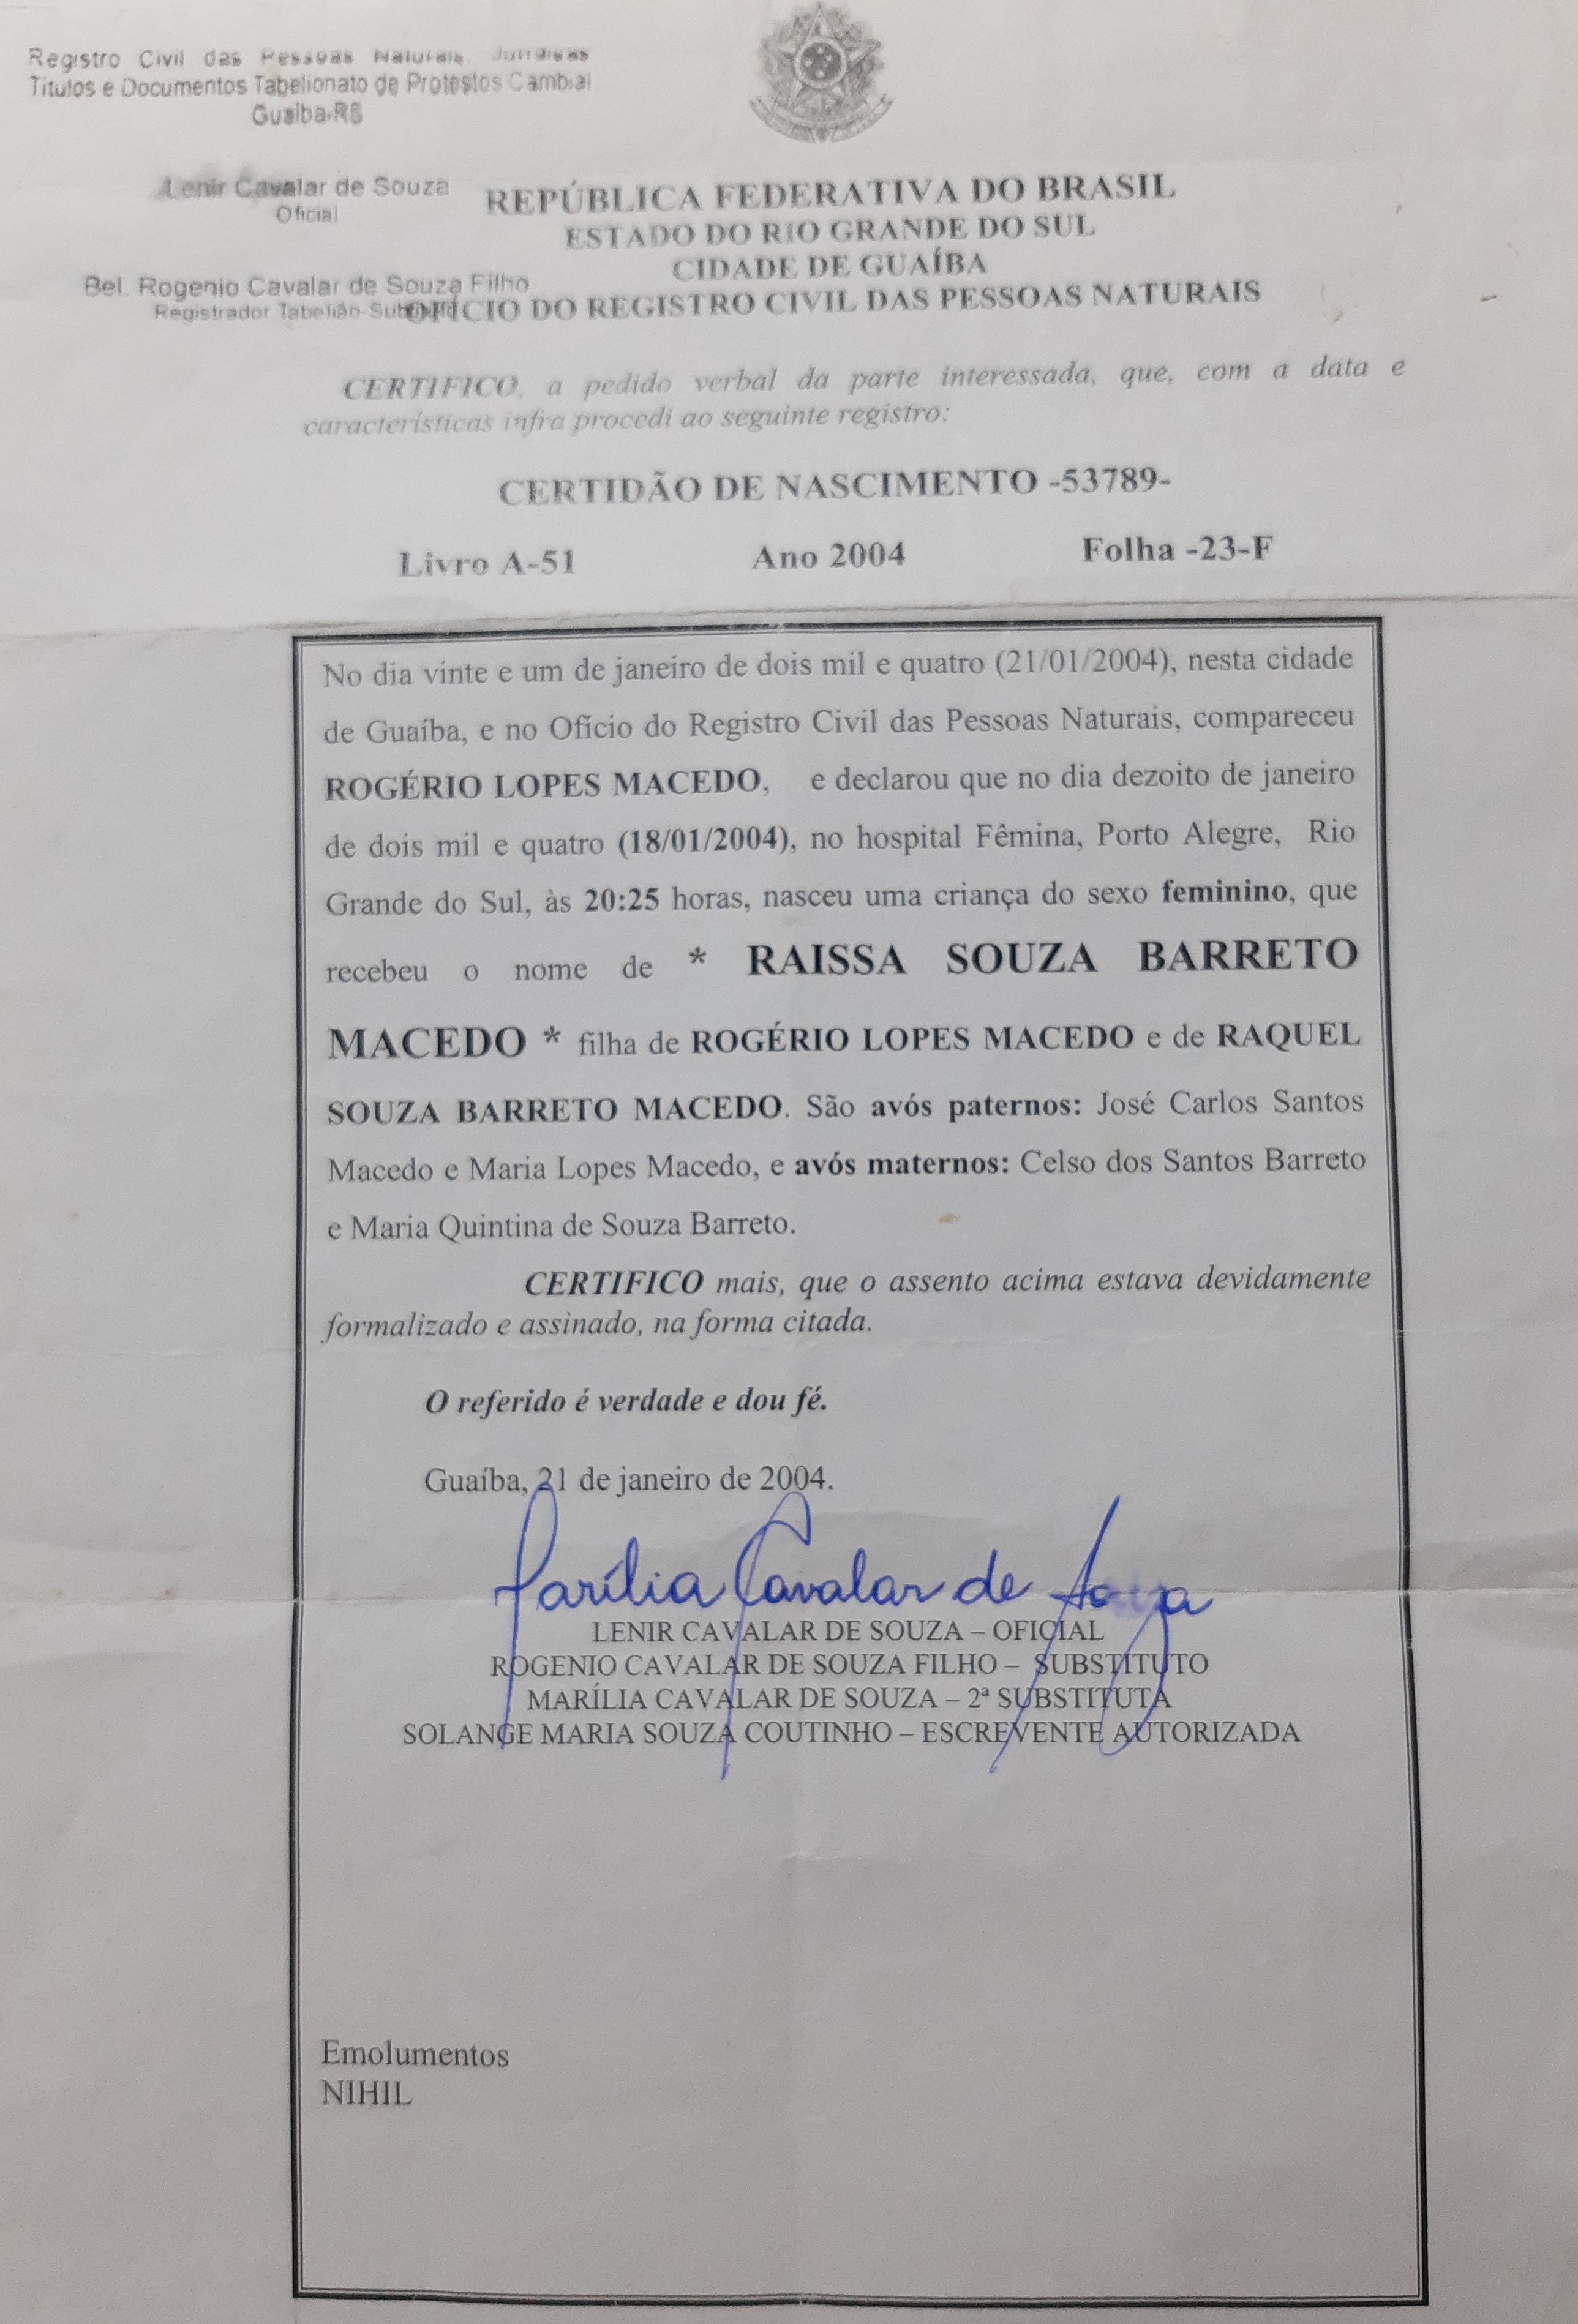 Registro Civil das Pessoas Naturais, Jurídicas
Títulos e Documentos Tabelionato de Protestos Cambial
Guaíba-RS
Lenir Cavalar de Souza
Oficial
Bel. Rogenio Cavalar de Souza Filho
Registrador Tabelião Substituto
REPÚBLICA FEDERATIVA DO BRASIL
ESTADO DO RIO GRANDE DO SUL
CIDADE DE GUAÍBA
OFÍCIO DO REGISTRO CIVIL DAS PESSOAS NATURAIS
CERTIFICO, a pedido verbal da parte interessada, que, com a data e
características infra procedi ao seguinte registro:
CERTIDÃO DE NASCIMENTO -53789-
Livro A-51 Ano 2004 Folha -23-F
No dia vinte e um de janeiro de dois mil e quatro (21/01/2004), nesta cidade
de Guaíba, e no Ofício do Registro Civil das Pessoas Naturais, compareceu
ROGÉRIO LOPES MACEDO, e declarou que no dia dezoito de janeiro
de dois mil e quatro (18/01/2004), no hospital Fêmina, Porto Alegre, Rio
Grande do Sul, às 20:25 horas, nasceu uma criança do sexo feminino, que
recebeu o nome de * RAISSA SOUZA BARRETO
MACEDO * filha de ROGÉRIO LOPES MACEDO e de RAQUEL
SOUZA BARRETO MACEDO. São avós paternos: José Carlos Santos
Macedo e Maria Lopes Macedo, e avós maternos: Celso dos Santos Barreto
e Maria Quintina de Souza Barreto.
CERTIFICO mais, que o assento acima estava devidamente
formalizado e assinado, na forma citada.
O referido é verdade e dou fé.
Guaíba, 21 de janeiro de 2004.
Marília Cavalar de Souza
LENIR CAVALAR DE SOUZA – OFICIAL
ROGENIO CAVALAR DE SOUZA FILHO – SUBSTITUTO
MARÍLIA CAVALAR DE SOUZA – 2ª SUBSTITUTA
SOLANGE MARIA SOUZA COUTINHO – ESCREVENTE AUTORIZADA
Emolumentos
NIHIL